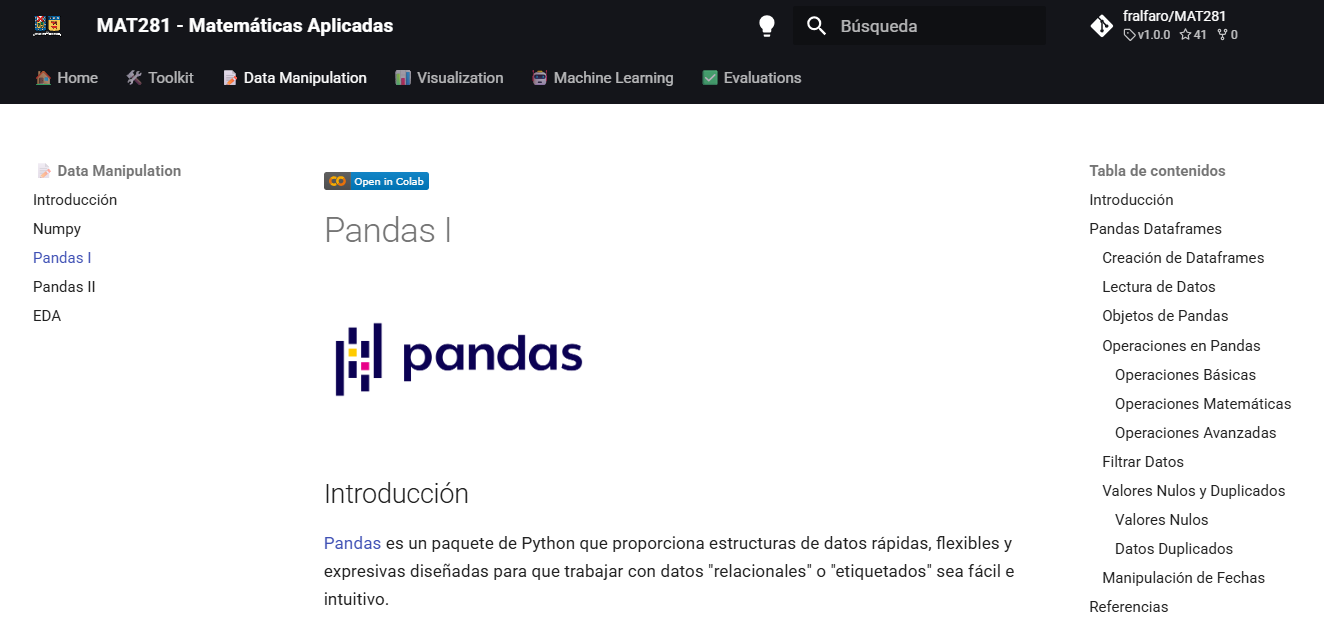 MAT281 - Matemáticas Aplicadas
Búsqueda
fralfaro/MAT281
v1.0.0 41 0
Home Toolkit Data Manipulation Visualization Machine Learning Evaluations
Data Manipulation
Introducción
Numpy
Pandas I
Pandas II
EDA
Open in Colab
Pandas I
pandas
Introducción
Pandas es un paquete de Python que proporciona estructuras de datos rápidas, flexibles y
expresivas diseñadas para que trabajar con datos "relacionales" o "etiquetados" sea fácil e
intuitivo.
Tabla de contenidos
Introducción
Pandas Dataframes
Creación de Dataframes
Lectura de Datos
Objetos de Pandas
Operaciones en Pandas
Operaciones Básicas
Operaciones Matemáticas
Operaciones Avanzadas
Filtrar Datos
Valores Nulos y Duplicados
Valores Nulos
Datos Duplicados
Manipulación de Fechas
Referencias